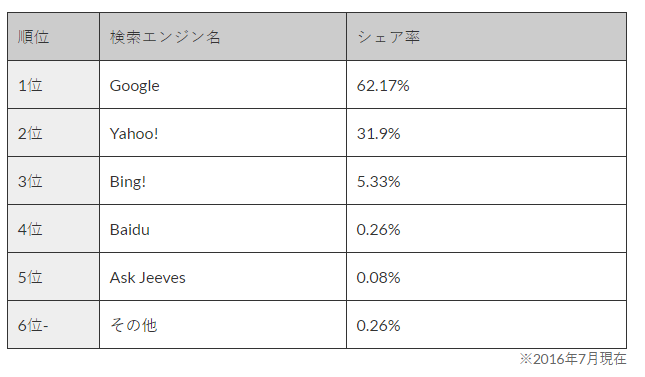 順位 検索エンジン名 シェア率
1位 Google 62.17%
2位 Yahoo! 31.9%
3位 Bing! 5.33%
4位 Baidu 0.26%
5位 Ask Jeeves 0.08%
6位- その他 0.26%
※2016年7月現在